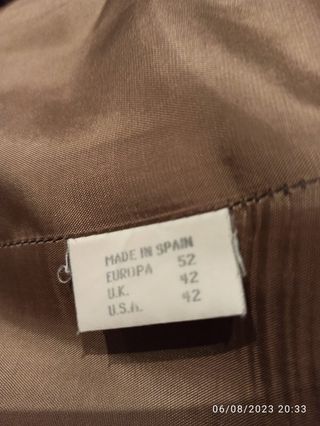 MADE IN SPAIN
EUROPA 52
U.K. 42
U.S.A. 42
06/08/2023 20:33